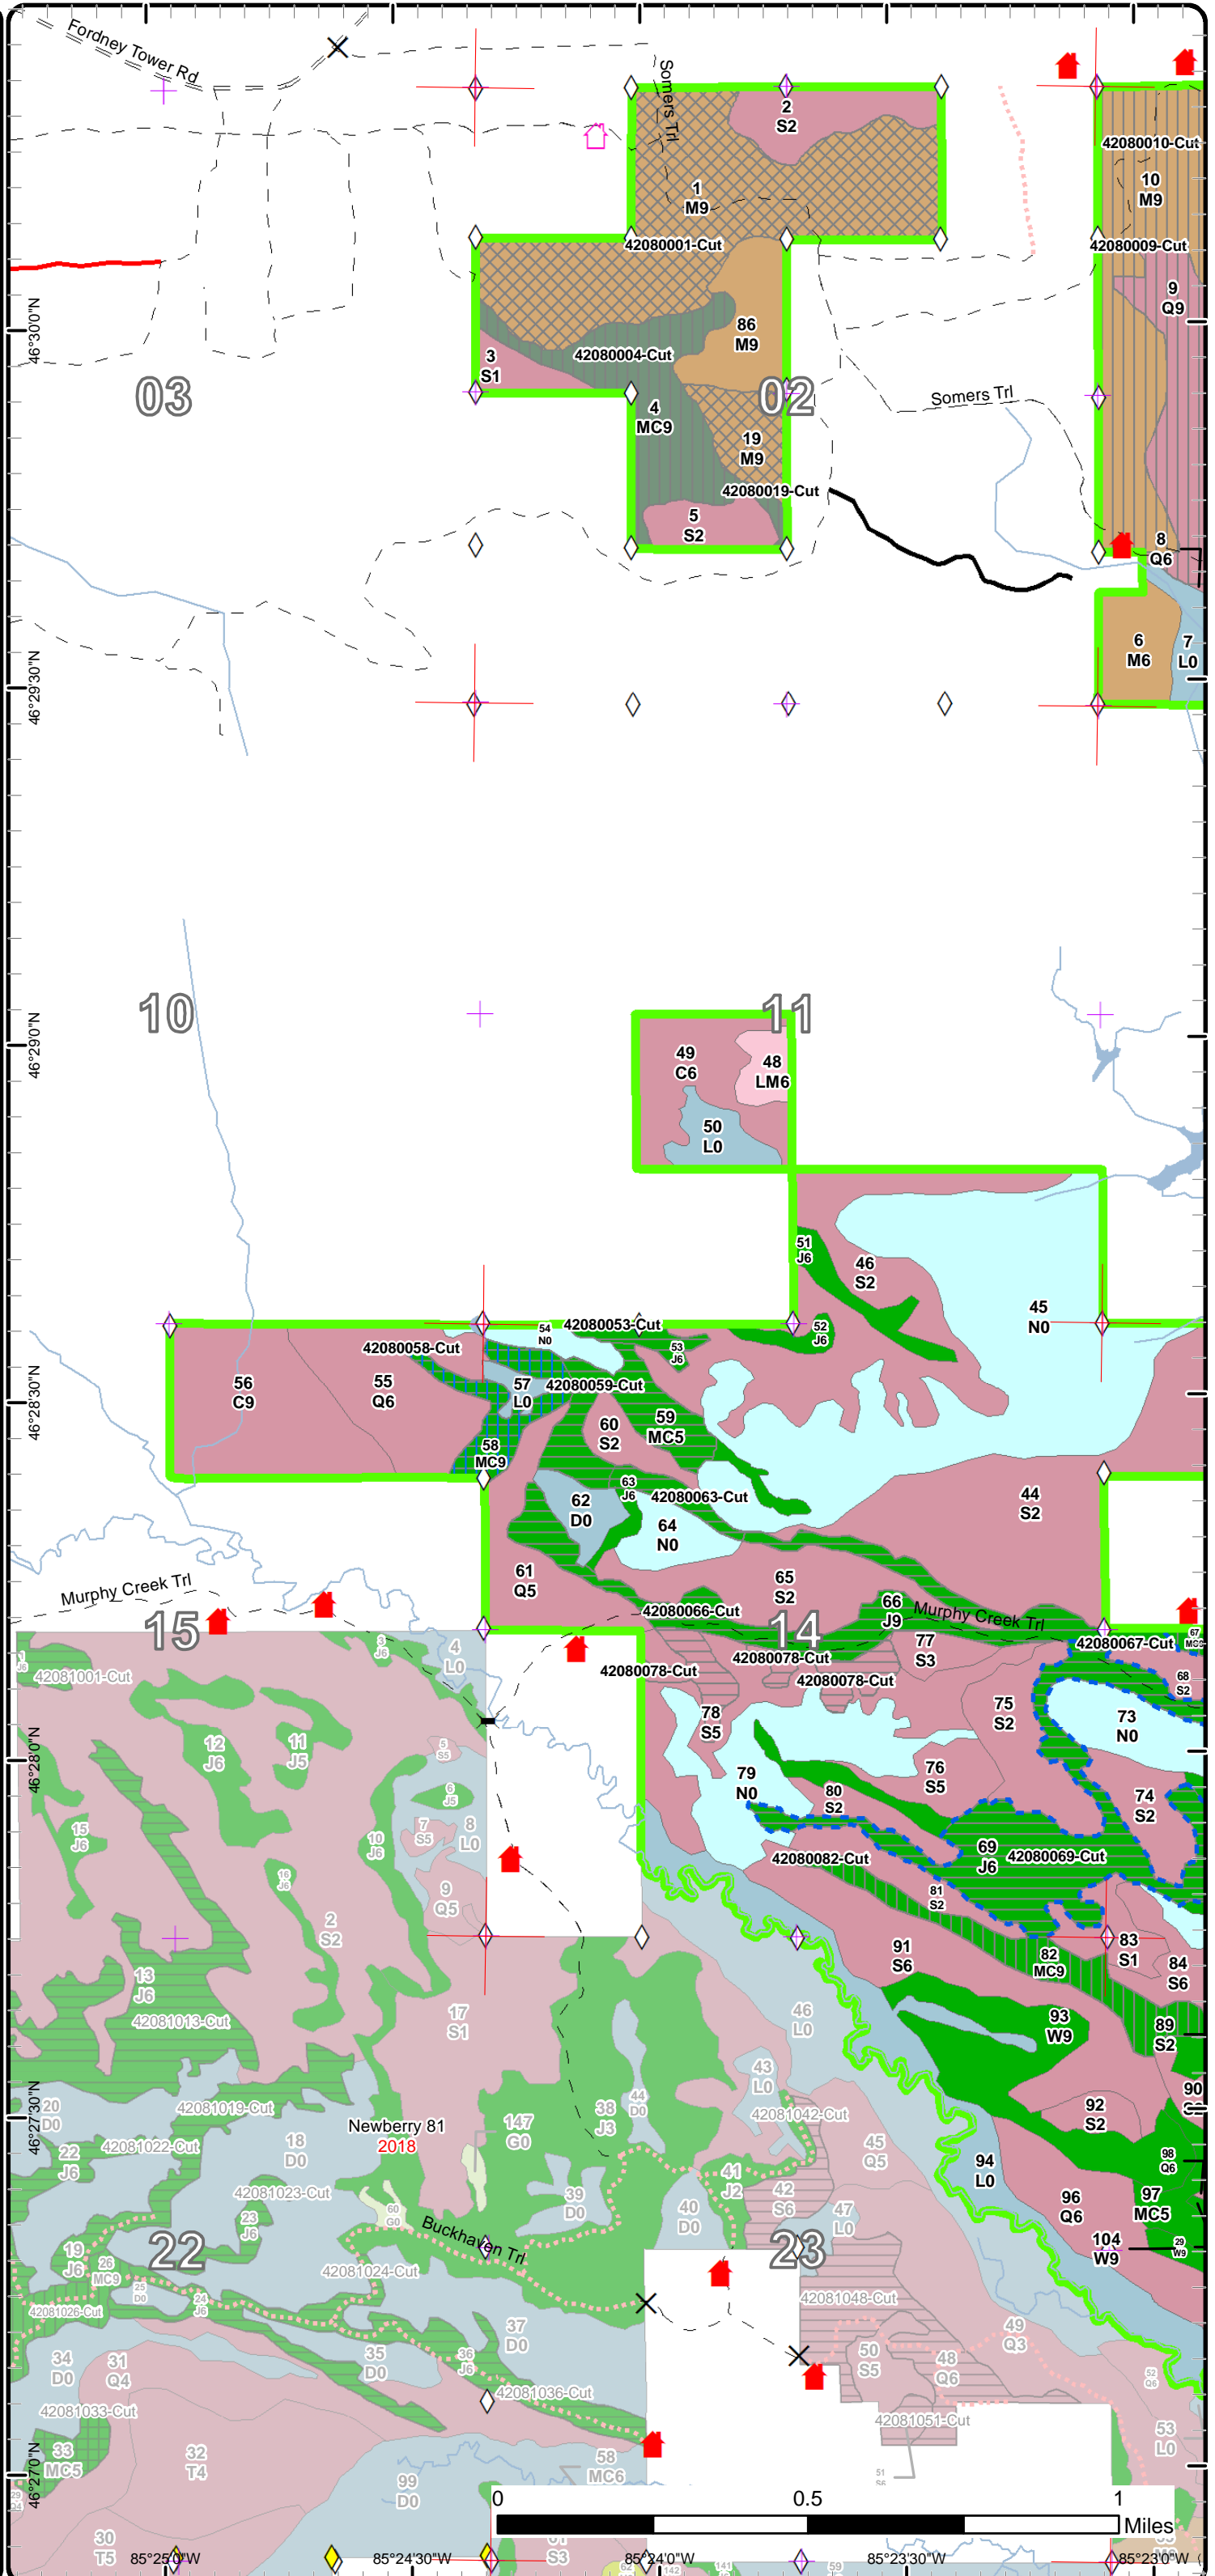 Fordney Tower Rd
Somers Trl
2
S2
42080010-Cut
10
M9
1
M9
42080001-Cut
42080009-Cut
9
Q9
46°30'0"N
86
M9
42080004-Cut
3
S1
03
02
4
MC9
Somers Trl
19
M9
42080019-Cut
5
S2
8
Q6
6
M6
7
L0
46°29'30"N
10
11
46°29'0"N
49
C6
48
LM6
50
L0
51
J6
46
S2
45
N0
54
N0
42080053-Cut
52
J6
53
J6
42080058-Cut
56
C9
55
Q6
57
L0
42080059-Cut
46°28'30"N
60
S2
59
MC5
58
MC9
63
J6
42080063-Cut
62
D0
64
N0
44
S2
61
Q5
65
S2
Murphy Creek Trl
42080066-Cut
66
J9
Murphy Creek Trl
15
14
67
42080067-Cut
77
S3
3
J6
4
L0
42081001-Cut
42080078-Cut
42080078-Cut
42080078-Cut
68
S2
78
S5
75
S2
73
N0
12
J6
11
J5
5
S5
46°28'0"N
6
J5
79
N0
76
S5
80
S2
74
S2
15
J6
10
J6
7
S5
8
L0
69
J6
42080069-Cut
42080082-Cut
16
J6
9
Q5
81
S2
2
S2
91
S6
82
MC9
83
S1
84
S6
13
J6
42081013-Cut
17
S1
46
L0
93
W9
89
S2
43
L0
20
D0
42081019-Cut
46°27'30"N
44
D0
38
J3
42081042-Cut
92
S2
90
Newberry 81
2018
147
G0
18
D0
22
J6
42081022-Cut
45
Q5
94
L0
98
Q6
42081023-Cut
41
J2
42
S6
39
D0
40
D0
47
L0
96
Q6
97
MC5
23
J6
60
G0
Buckhaven Trl
104
W9
29
W9
22
23
19
J6
26
MC9
42081024-Cut
25
D0
24
J6
42081026-Cut
42081048-Cut
37
D0
49
Q3
34
D0
31
Q4
35
D0
36
J6
50
S5
48
Q6
52
Q6
42081036-Cut
42081033-Cut
42081051-Cut
33
MC5
32
T4
53
L0
58
MC6
51
S6
46°27'0"N
99
D0
0
0.5
1
Miles
30
T5
S3
62
142
141
59
85°25'0"W
85°24'30"W
85°24'0"W
85°23'30"W
85°23'0"W